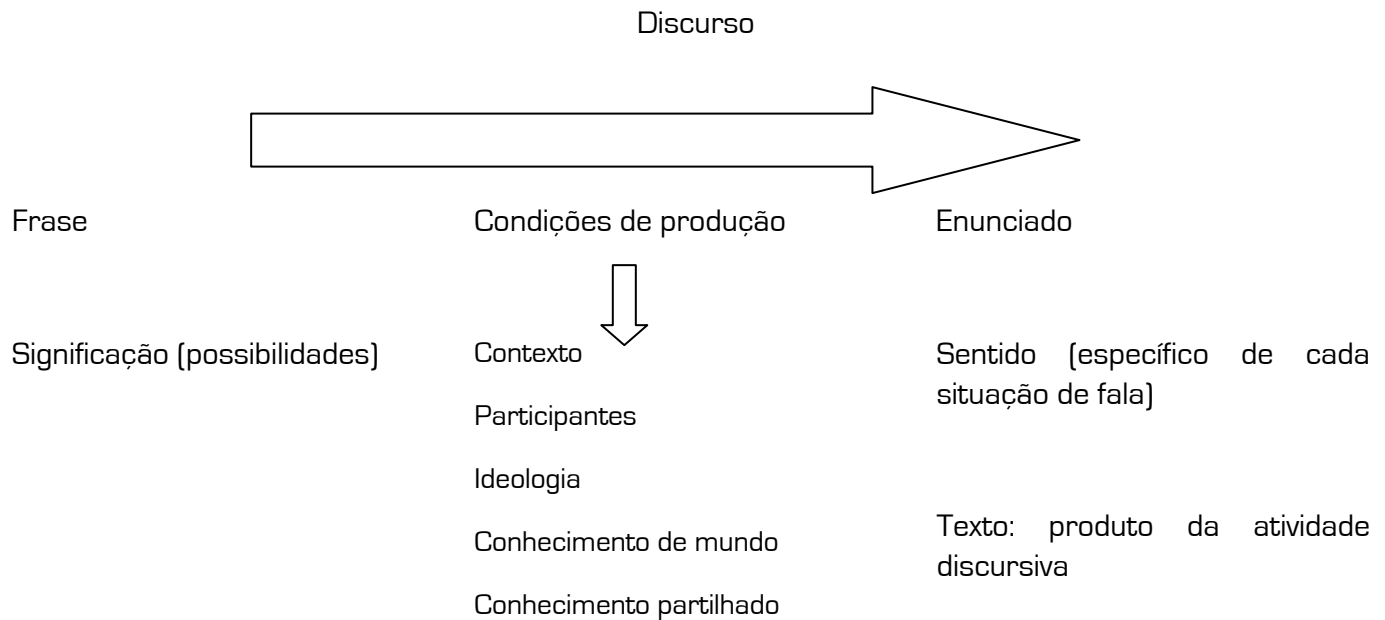 Discurso
Frase
Condições de produção
Enunciado
Significação (possibilidades)
Contexto
Participantes
Ideologia
Conhecimento de mundo
Conhecimento partilhado
Sentido (específico de cada
situação de fala)
Texto: produto da atividade
discursiva